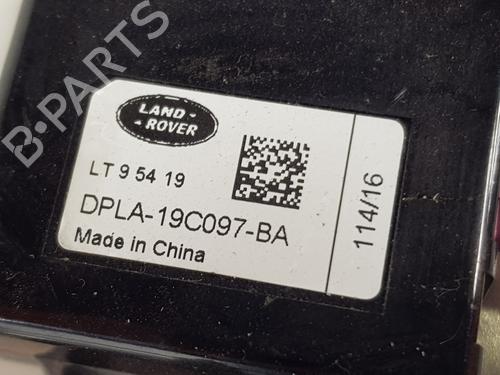 B-PARTS
LAND-
-ROVER
LT 9 54 19
DPLA-19C097-BA
Made in China
114/16